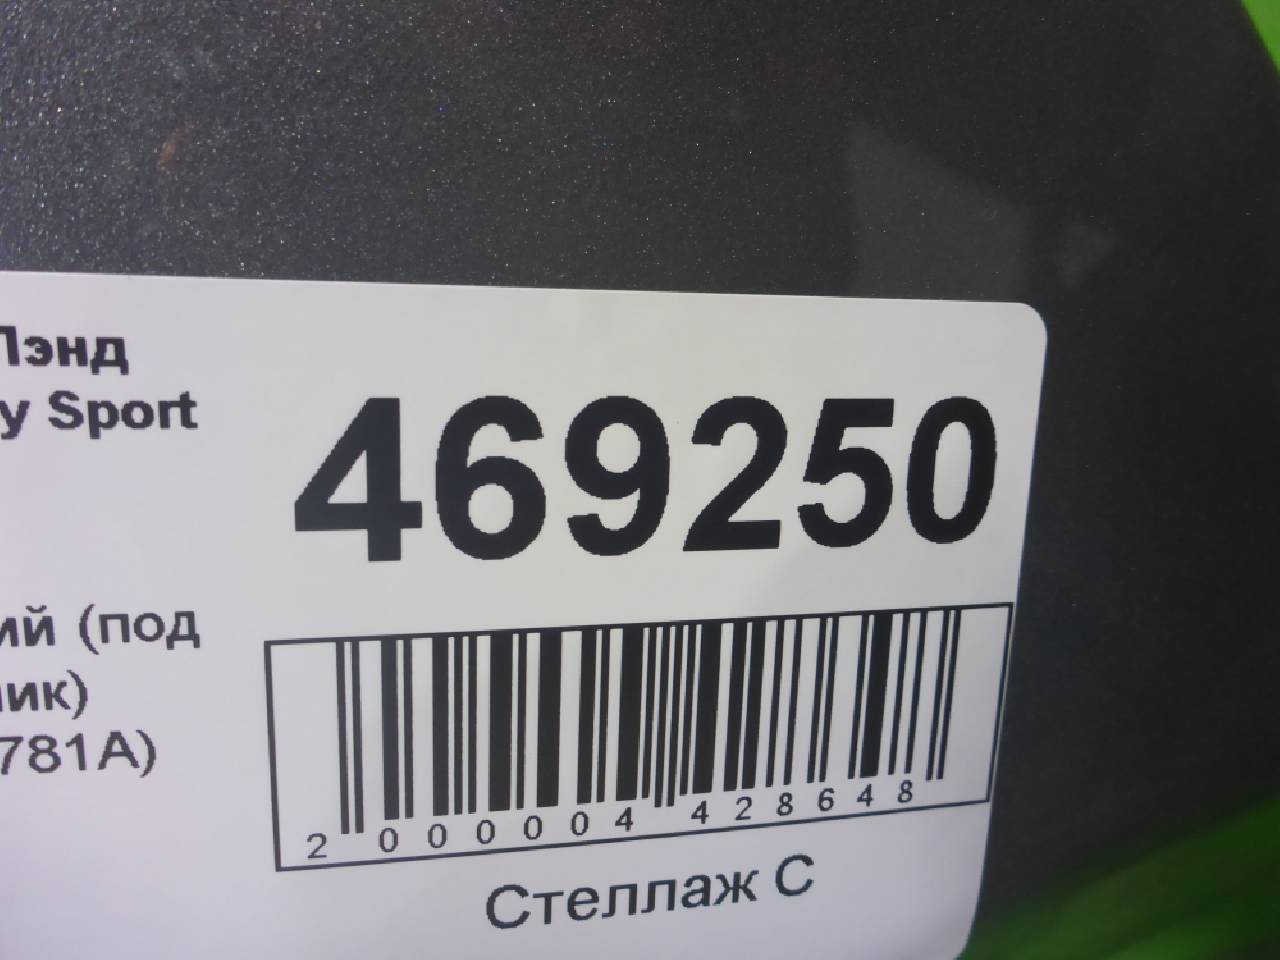 Лэнд
y Sport
469250
ий (под
ник)
781A)
2 000004 428648
Стеллаж С